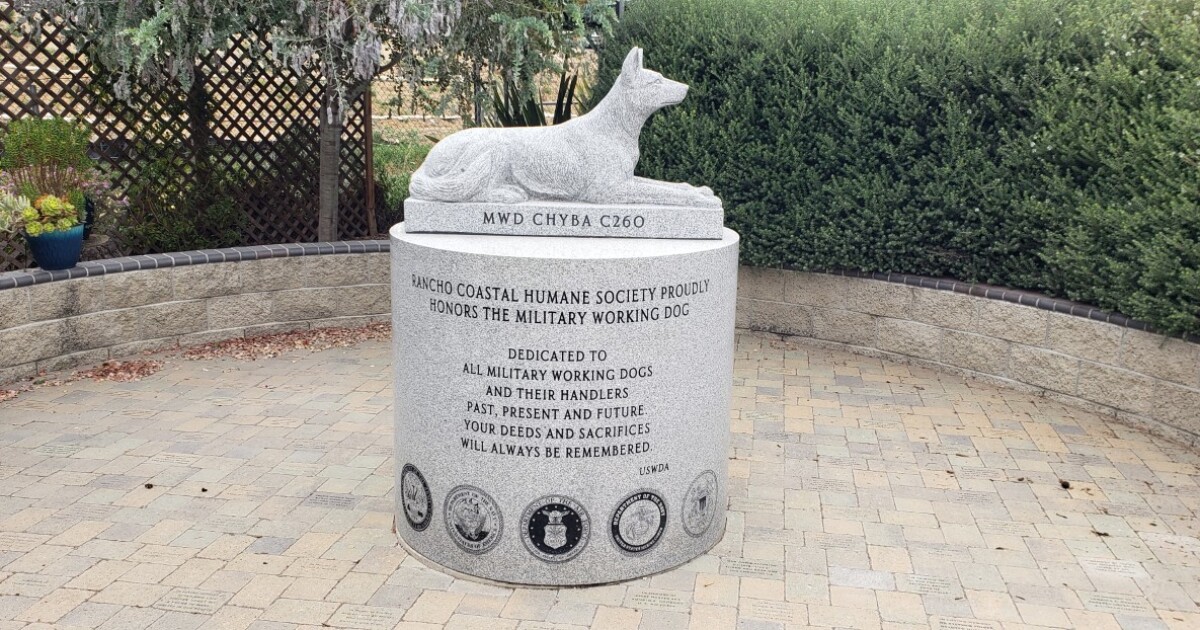 MWD CHYBA C260
RANCHO COASTAL HUMANE SOCIETY PROUDLY
HONORS THE MILITARY WORKING DOG
DEDICATED TO
ALL MILITARY WORKING DOGS
AND THEIR HANDLERS
PAST, PRESENT AND FUTURE.
YOUR DEEDS AND SACRIFICES
WILL ALWAYS BE REMEMBERED.
USWDA